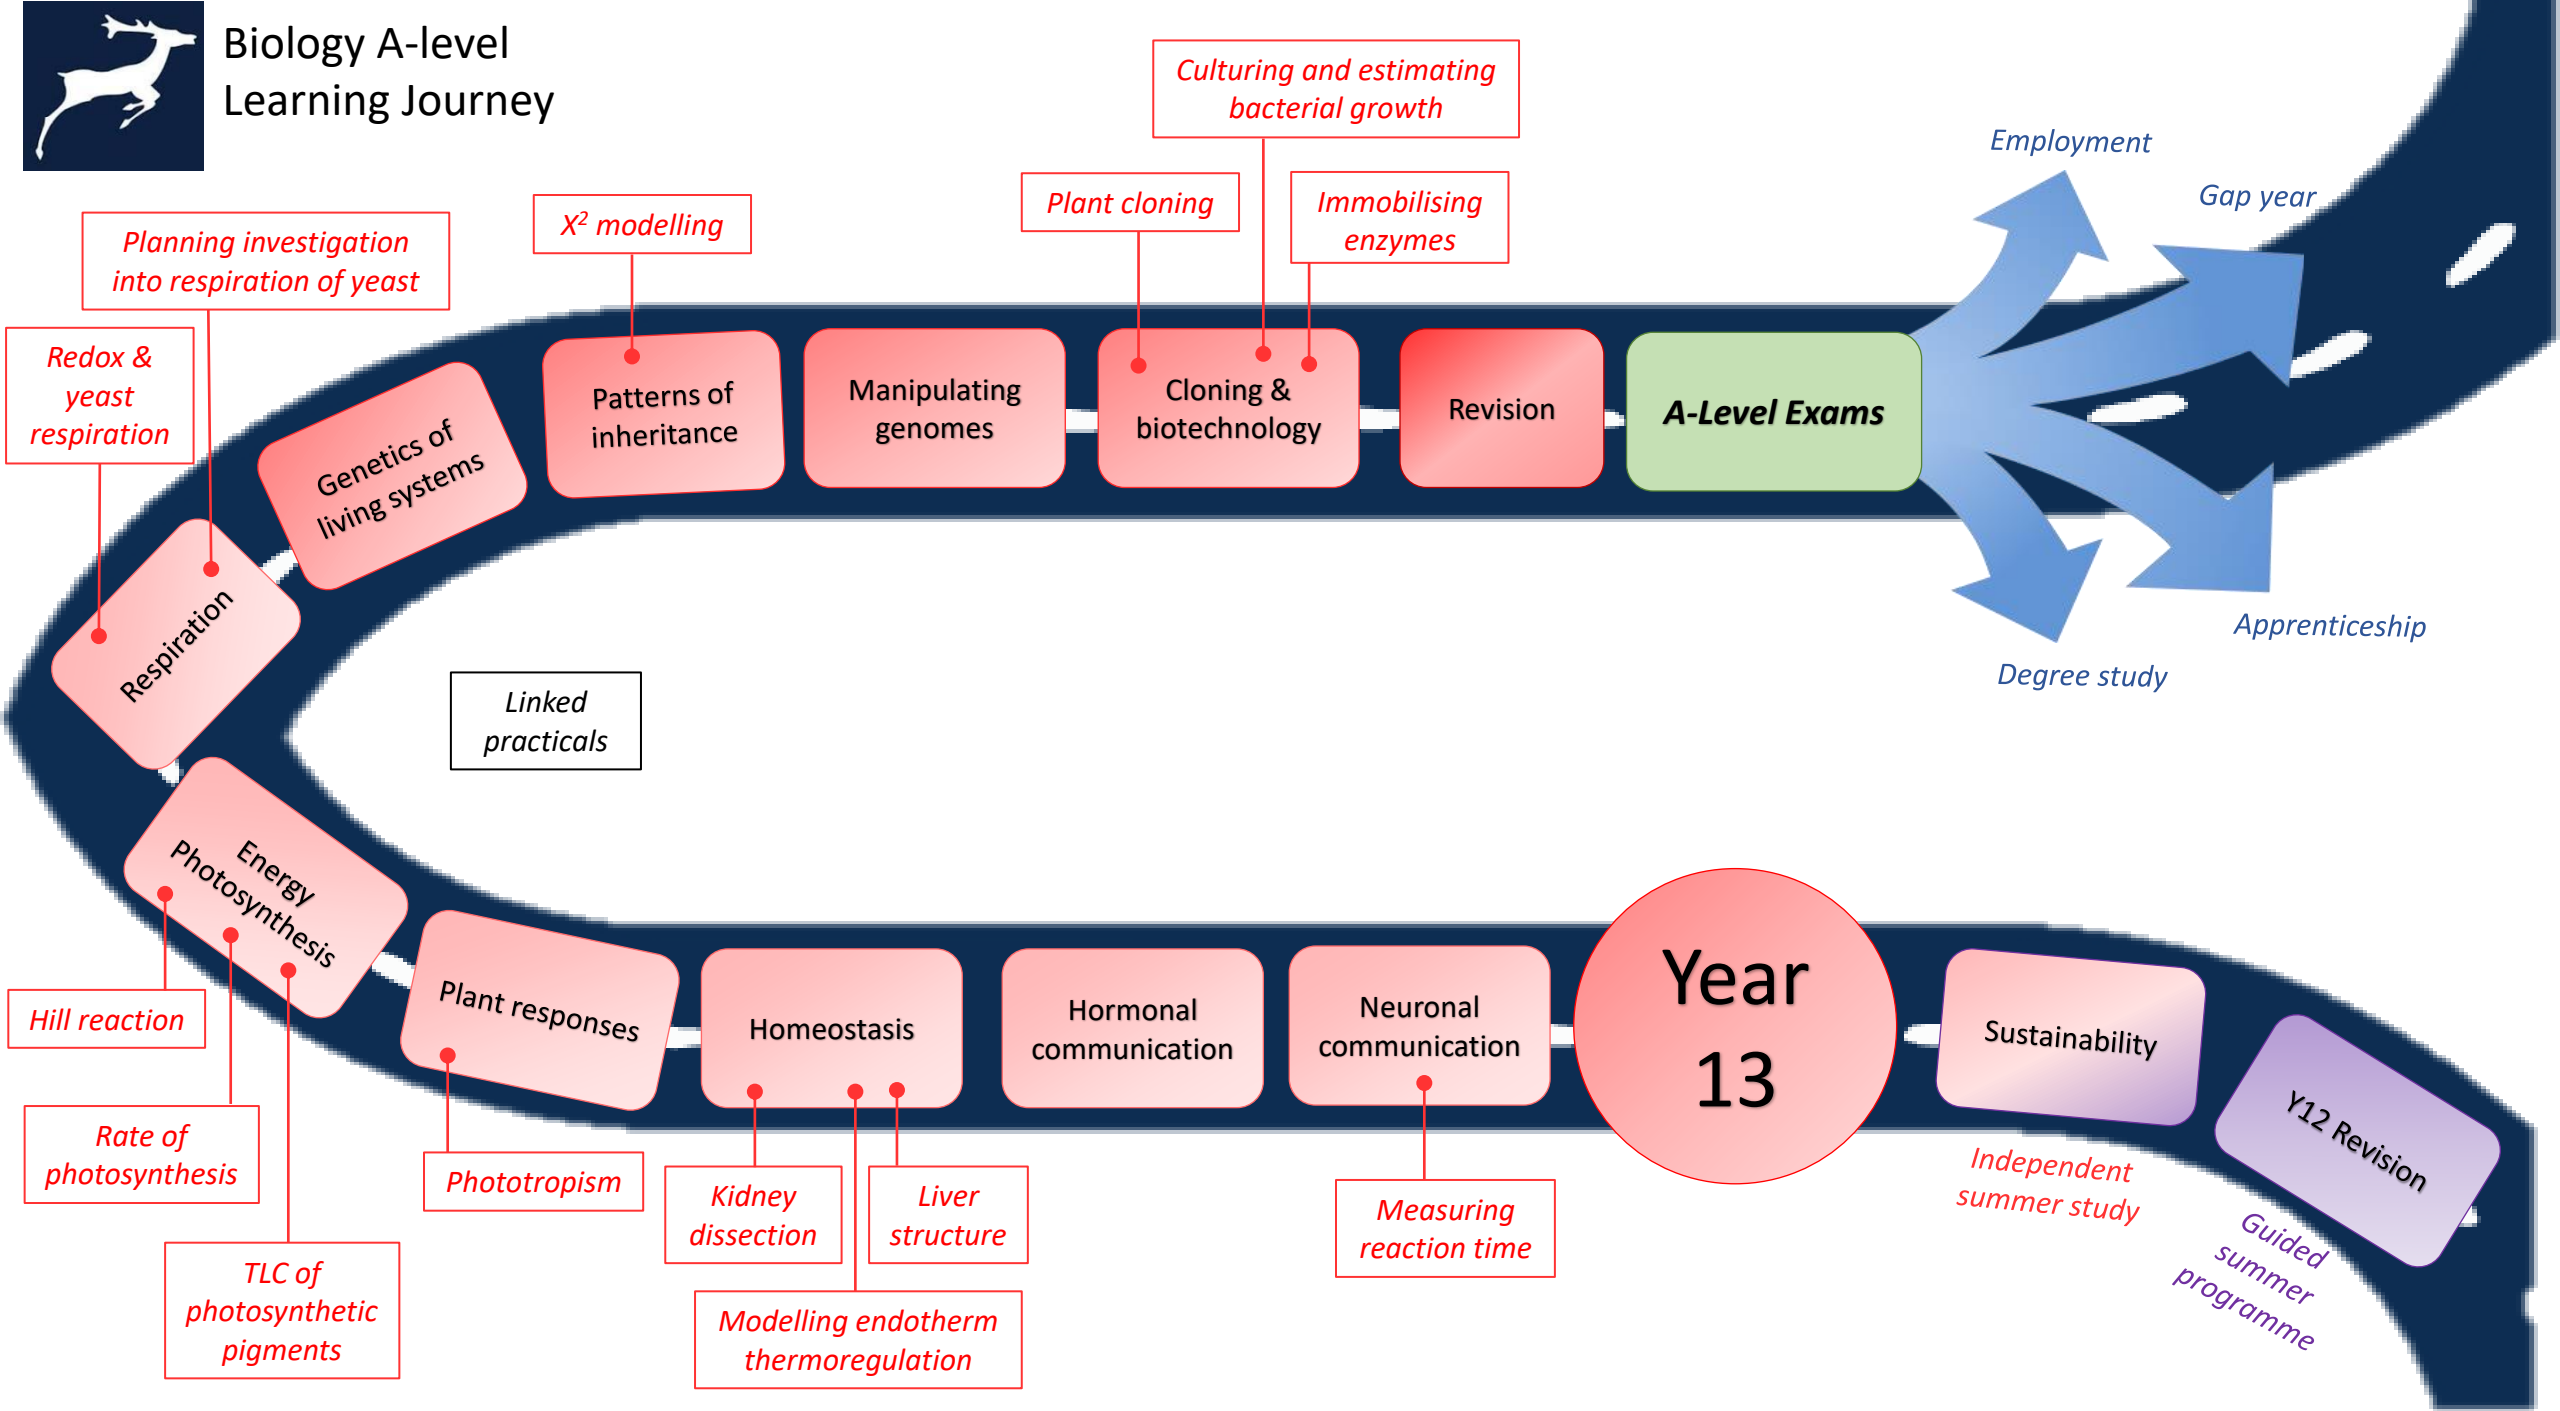 Biology A-level
Learning Journey
Culturing and estimating
bacterial growth
Employment
Gap year
Plant cloning
Immobilising
enzymes
X² modelling
Planning investigation
into respiration of yeast
Redox &
yeast
respiration
Genetics of
living systems
Patterns of
inheritance
Manipulating
genomes
Cloning &
biotechnology
Revision
A-Level Exams
Respiration
Linked
practicals
Apprenticeship
Degree study
Energy
Photosynthesis
Plant responses
Homeostasis
Hormonal
communication
Neuronal
communication
Year
13
Sustainability
Y12 Revision
Hill reaction
Rate of
photosynthesis
TLC of
photosynthetic
pigments
Phototropism
Kidney
dissection
Liver
structure
Modelling endotherm
thermoregulation
Measuring
reaction time
Independent
summer study
Guided
summer
programme